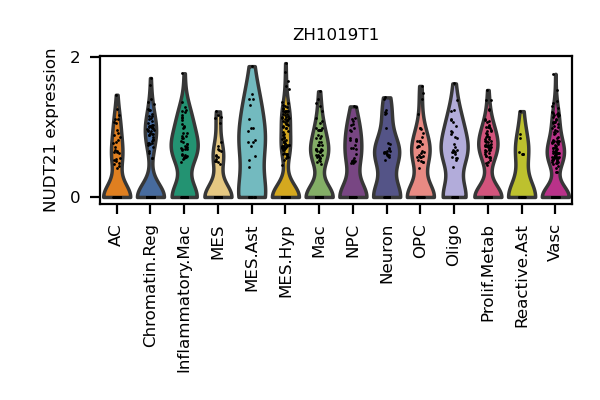 ZH1019T1
NUDT21 expression
2
0
AC
Chromatin.Reg
Inflammatory.Mac
MES
MES.Ast
MES.Hyp
Mac
NPC
Neuron
OPC
Oligo
Prolif.Metab
Reactive.Ast
Vasc